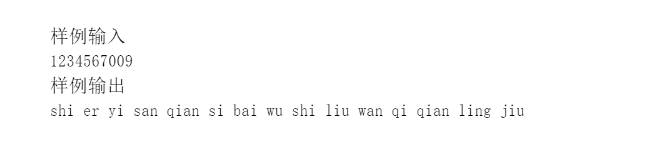 样例输入
1234567009
样例输出
shi er yi san qian si bai wu shi liu wan qi qian ling jiu